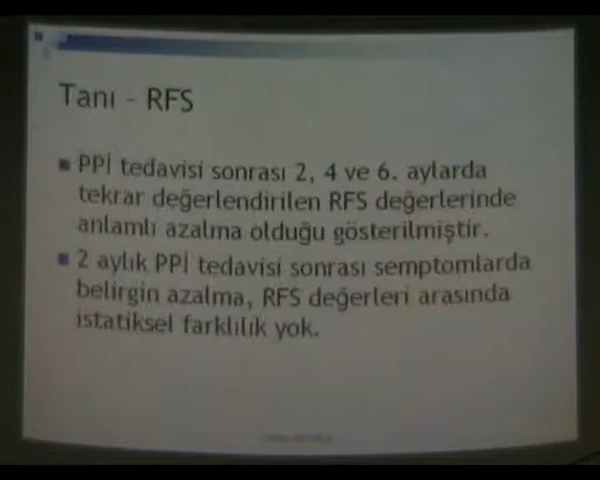 Tanı - RFS
PPİ tedavisi sonrası 2, 4 ve 6. aylarda
tekrar değerlendirilen RFS değerlerinde
anlamlı azalma olduğu gösterilmiştir.
2 aylık PPİ tedavisi sonrası semptomlarda
belirgin azalma, RFS değerleri arasında
istatiksel farklılık yok.